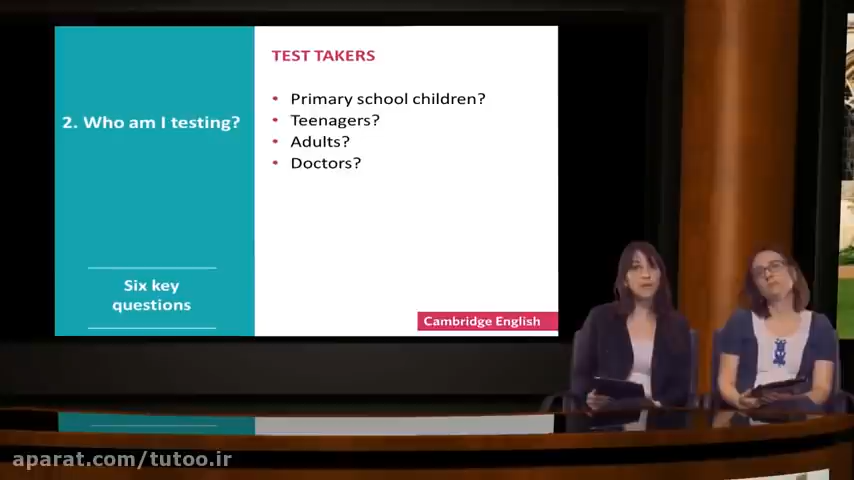 TEST TAKERS
2. Who am I testing?
• Primary school children?
• Teenagers?
• Adults?
• Doctors?
Six key
questions
Cambridge English
aparat.com/tutoo.ir